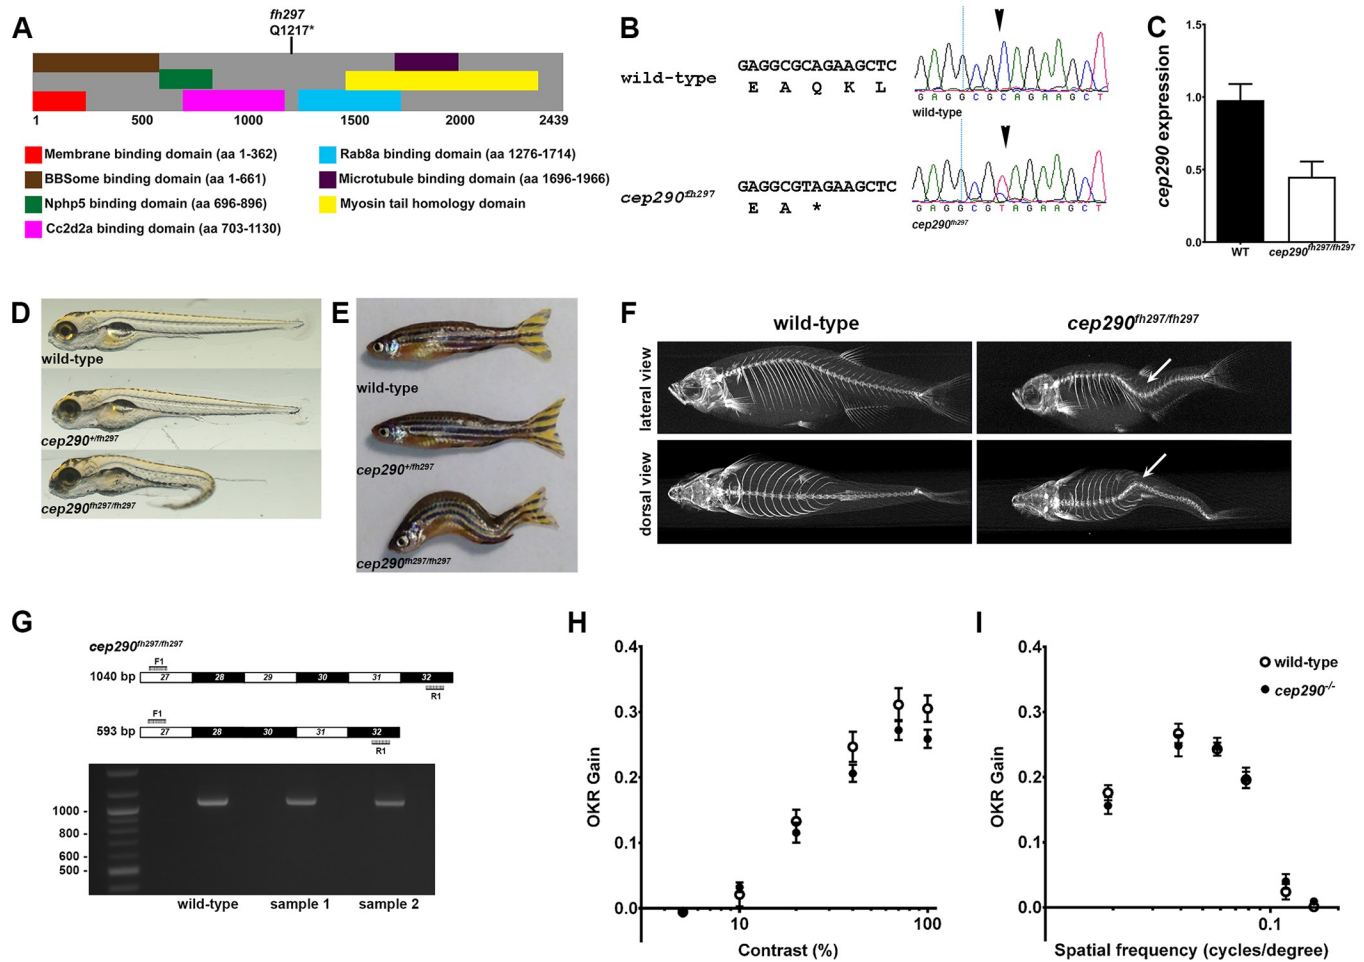 A
fh297
Q1217*
1 500 1000 1500 2000 2439
Membrane binding domain (aa 1-362)
BBSome binding domain (aa 1-661)
Nphp5 binding domain (aa 696-896)
Cc2d2a binding domain (aa 703-1130)
Rab8a binding domain (aa 1276-1714)
Microtubule binding domain (aa 1696-1966)
Myosin tail homology domain
B
wild-type
GAGGCGCAGAAGCTC
E A Q K L
G A G G C G C A G A A G C T
wild-type
cep290fh297
GAGGCGTAGAAGCTC
E A *
G A G G C G T A G A A G C T
cep290fh297
C
cep290 expression
1.5
1.0
0.5
0.0
WT cep290fh297/fh297
D
wild-type
cep290+/fh297
cep290fh297/fh297
E
wild-type
cep290+/fh297
cep290fh297/fh297
F
wild-type cep290fh297/fh297
lateral view
dorsal view
G
cep290fh297/fh297
F1
1040 bp 27 28 29 30 31 32
R1
F1
593 bp 27 28 30 31 32
R1
1000 -
800 -
600 -
500 -
wild-type sample 1 sample 2
H
OKR Gain
0.4
0.3
0.2
0.1
0.0
10 100
Contrast (%)
I
wild-type
cep290-/-
OKR Gain
0.4
0.3
0.2
0.1
0.0
0.1
Spatial frequency (cycles/degree)